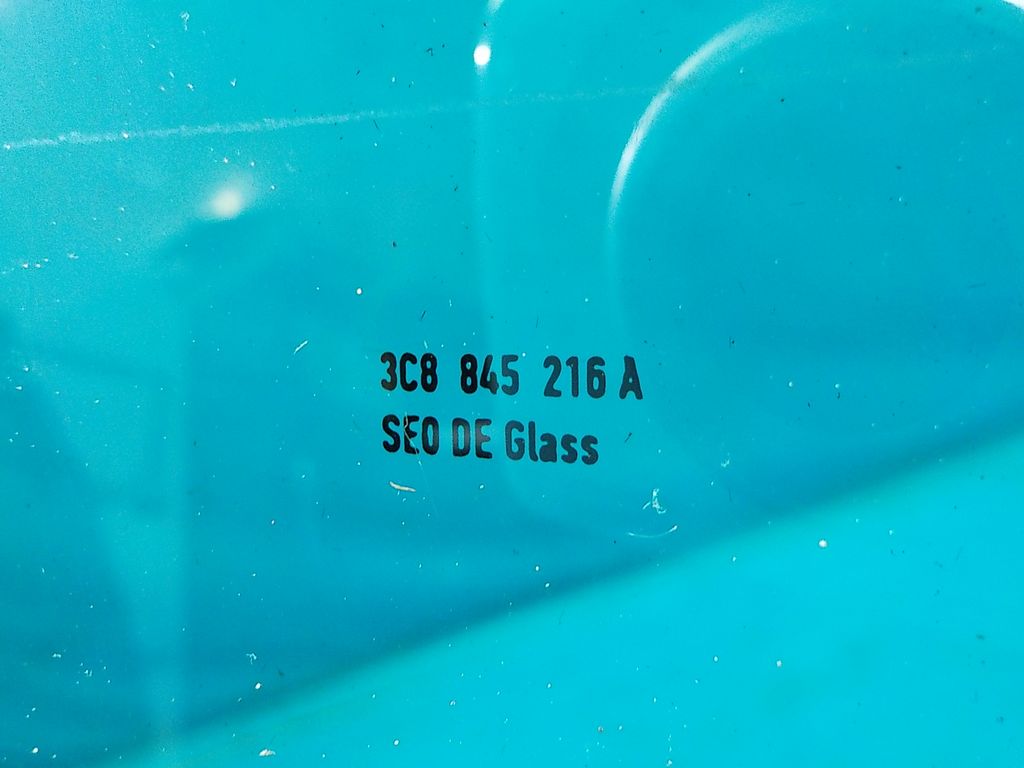 3C8 845 216 A
SEO DE Glass